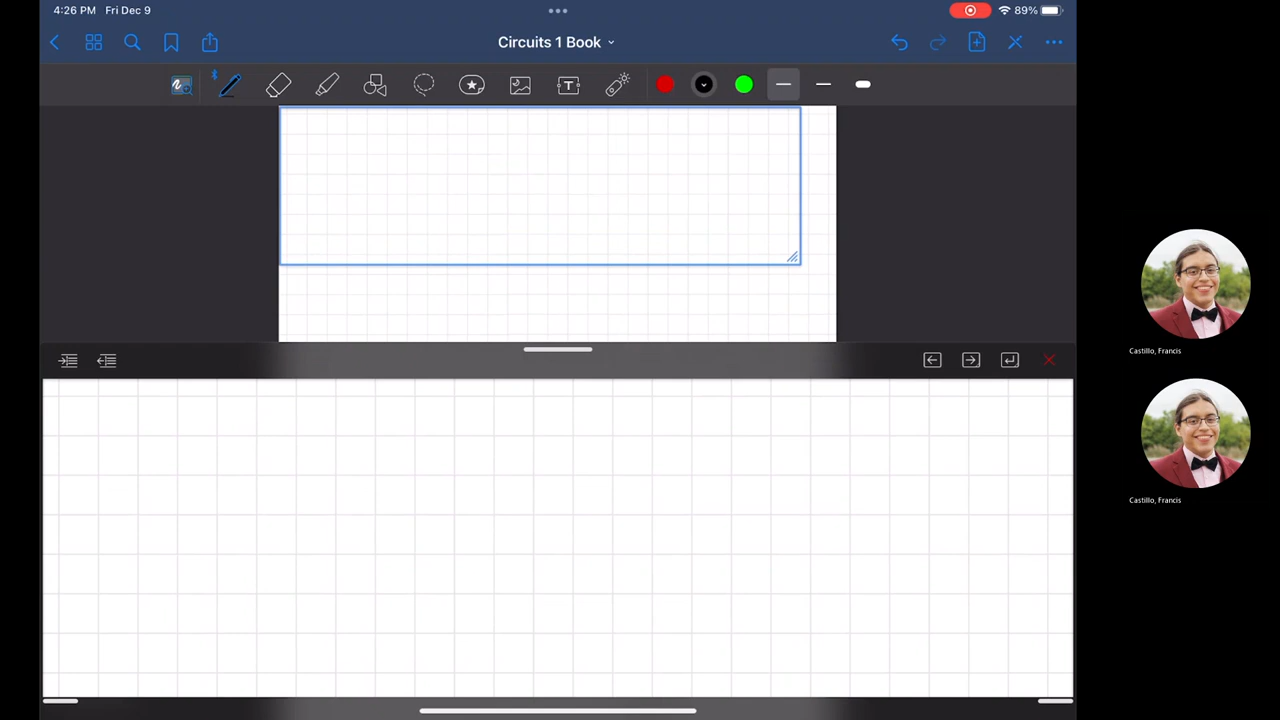 4:26 PM Fri Dec 9
89%
Circuits 1 Book
T
Castillo, Francis
Castillo, Francis